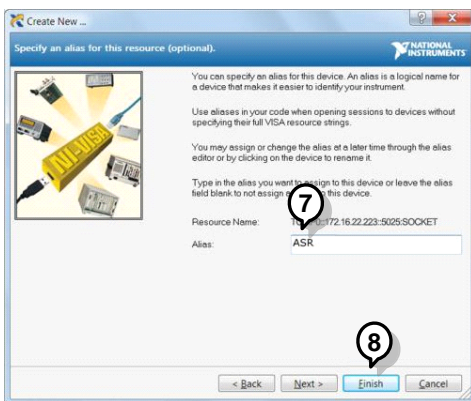 Create New ...
Specify an alias for this resource (optional).
NATIONAL
INSTRUMENTS
You can specify an alias for this device. An alias is a logical name for
a device that makes it easier to identify your instrument.
Use aliases in your code when opening sessions to devices without
specifying their full VISA resource strings.
You may assign or change the alias at a later time through the alias
editor or by clicking on the device to rename it.
Type in the alias you want to assign to this device or leave the alias
field blank to not assign this device.
NI-VISA
7
Resource Name: ::172.16.22.223::5025::SOCKET
Alias: ASR
8
< Back Next > Finish Cancel